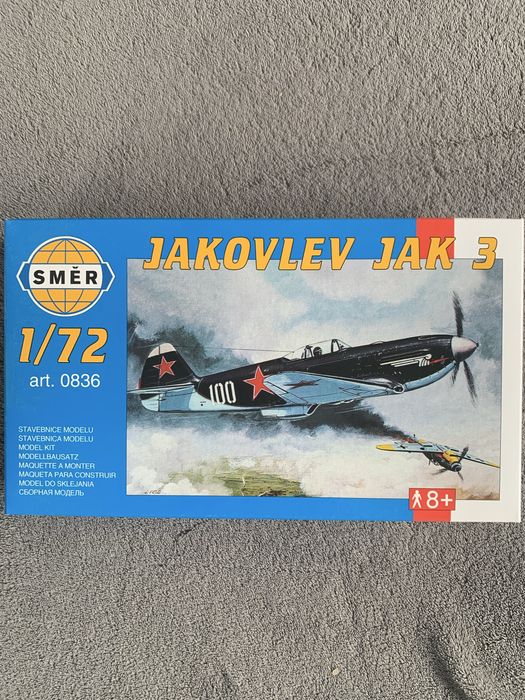 SMĚR
JAKOVLEV JAK 3
1/72
art. 0836
STAVEBNICE MODELU
STAVEBNICA MODELU
MODEL KIT
MODELLBAUSATZ
MAQUETTE A MONTER
MAQUETA PARA CONSTRUIR
MODEL DO SKLEJANIA
СБОРНАЯ МОДЕЛЬ
100
8+